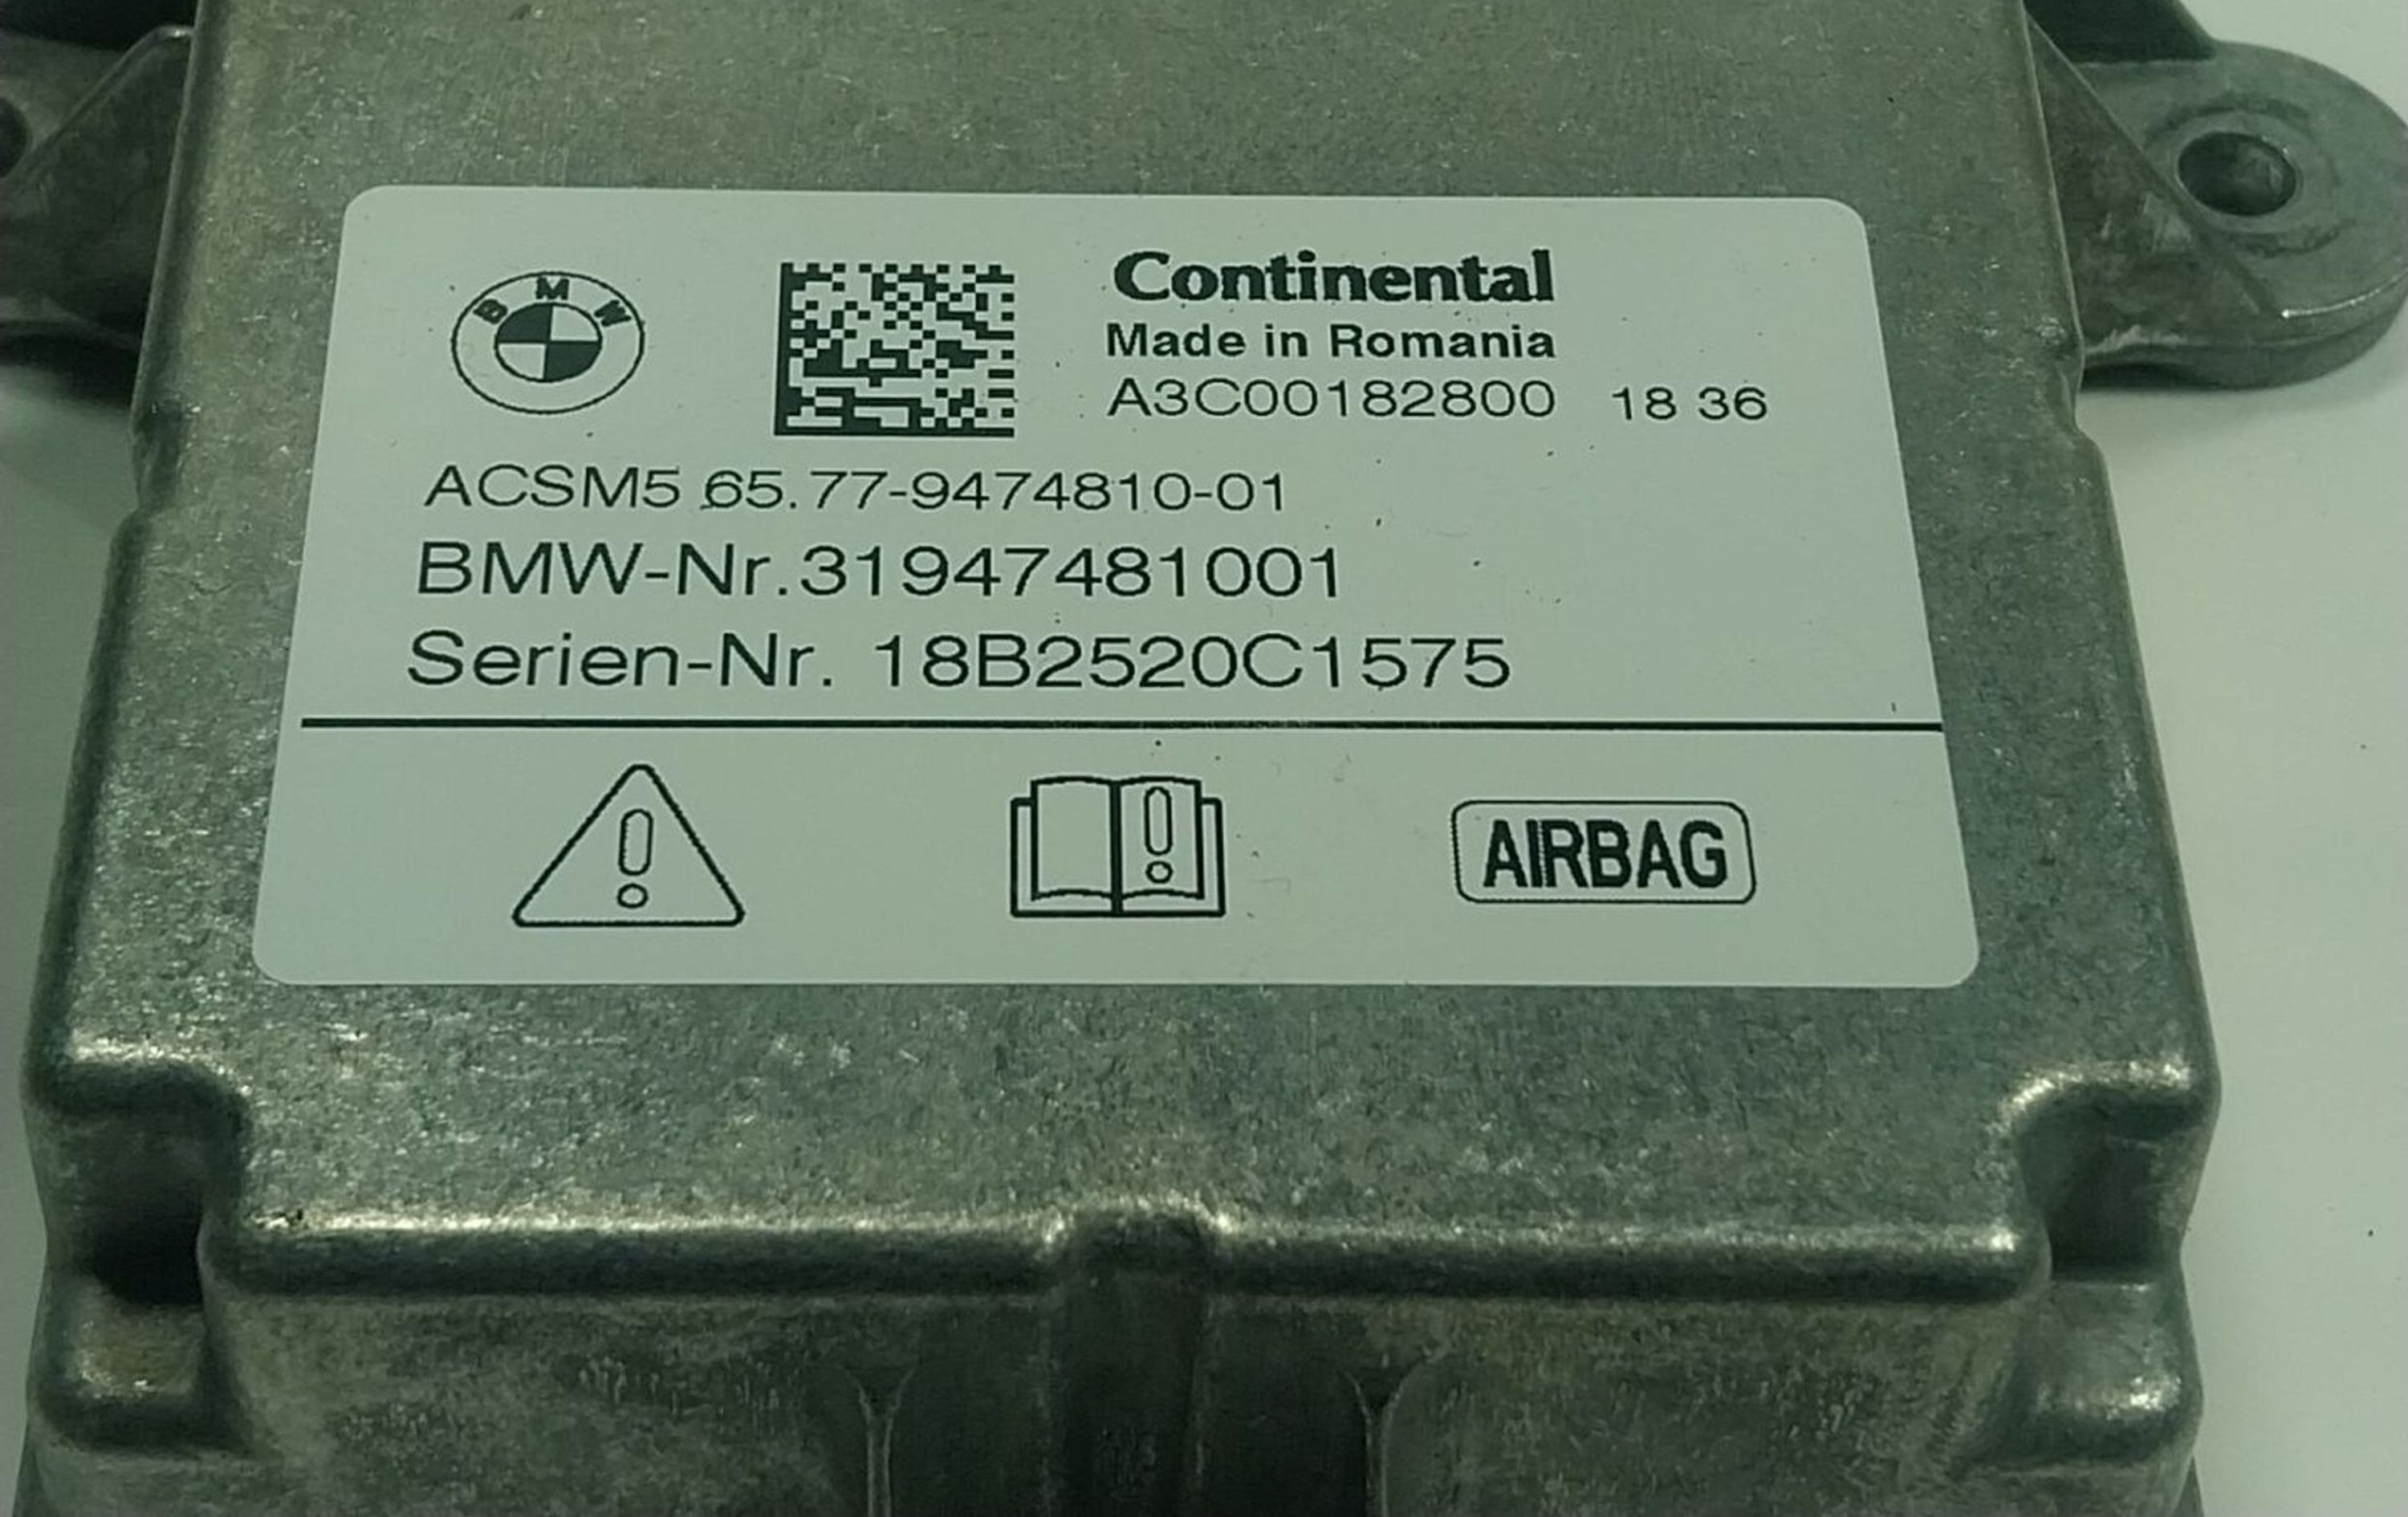 BMW
Continental
Made in Romania
A3C00182800 18 36
ACSM5 65.77-9474810-01
BMW-Nr.31947481001
Serien-Nr. 18B2520C1575
AIRBAG